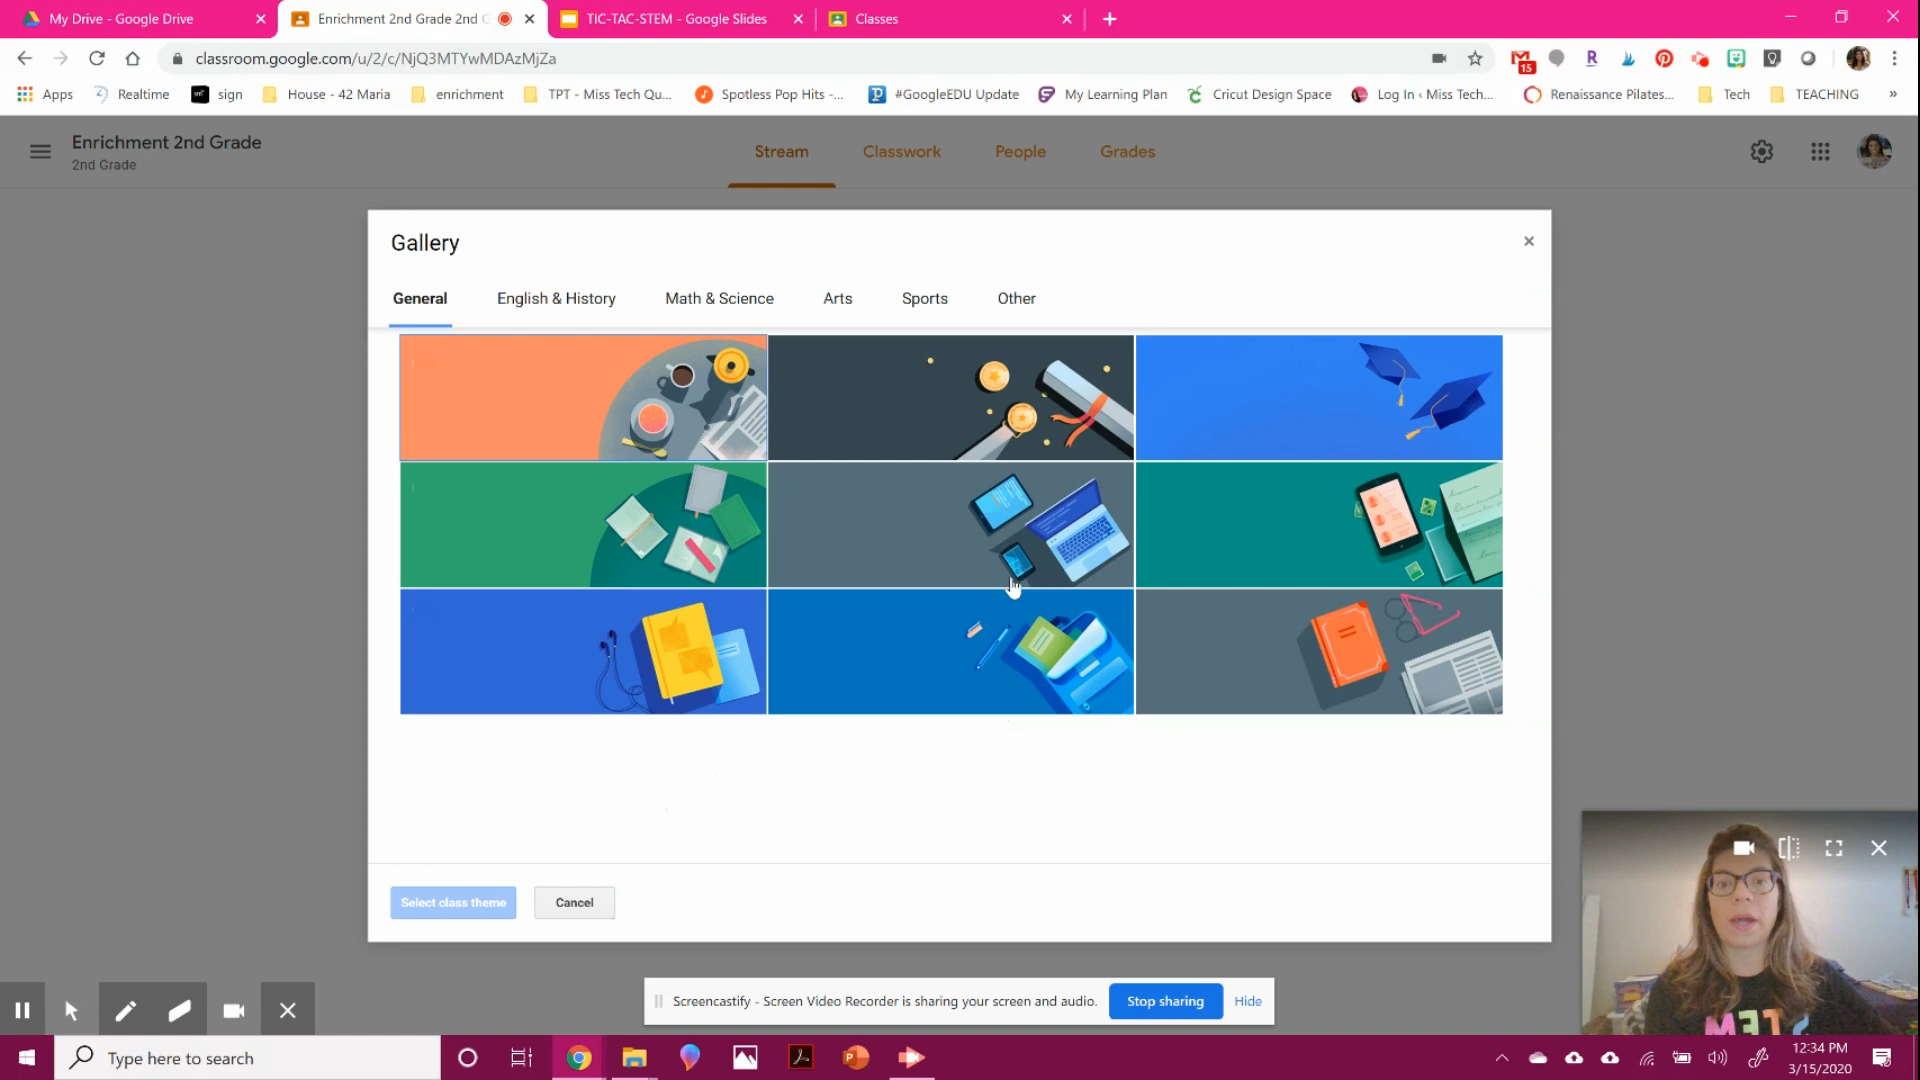 My Drive - Google Drive
Enrichment 2nd Grade 2nd G
TIC-TAC-STEM - Google Slides
Classes
classroom.google.com/u/2/c/NjQ3MTYwMDAzMjZa
15
Apps
Realtime
sign
House - 42 Maria
enrichment
TPT - Miss Tech Qu...
Spotless Pop Hits -...
#GoogleEDU Update
My Learning Plan
Cricut Design Space
Log In ‹ Miss Tech...
Renaissance Pilates...
Tech
TEACHING
»
Enrichment 2nd Grade
2nd Grade
Stream
Classwork
People
Grades
Gallery
General
English & History
Math & Science
Arts
Sports
Other
Select class theme
Cancel
Screencastify - Screen Video Recorder is sharing your screen and audio.
Stop sharing
Hide
Type here to search
12:34 PM
3/15/2020